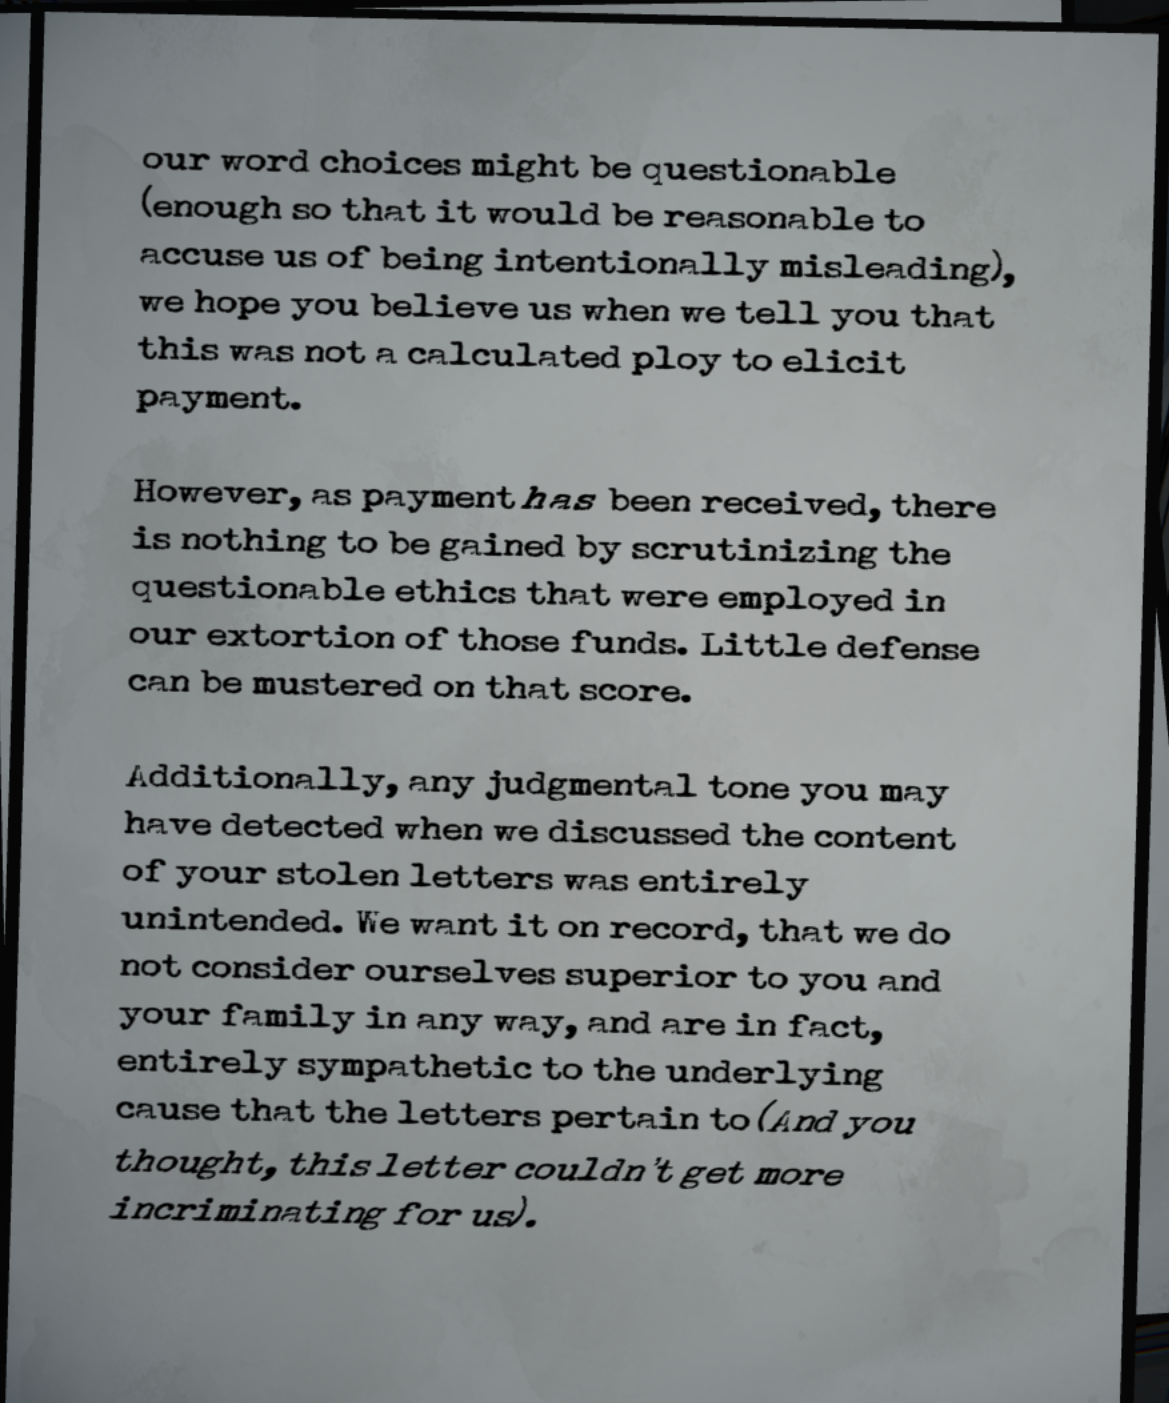 our word choices might be questionable
(enough so that it would be reasonable to
accuse us of being intentionally misleading),
we hope you believe us when we tell you that
this was not a calculated ploy to elicit
payment.
However, as payment has been received, there
is nothing to be gained by scrutinizing the
questionable ethics that were employed in
our extortion of those funds. Little defense
can be mustered on that score.
Additionally, any judgmental tone you may
have detected when we discussed the content
of your stolen letters was entirely
unintended. We want it on record, that we do
not consider ourselves superior to you and
your family in any way, and are in fact,
entirely sympathetic to the underlying
cause that the letters pertain to (And you
thought, this letter couldn't get more
incriminating for us).